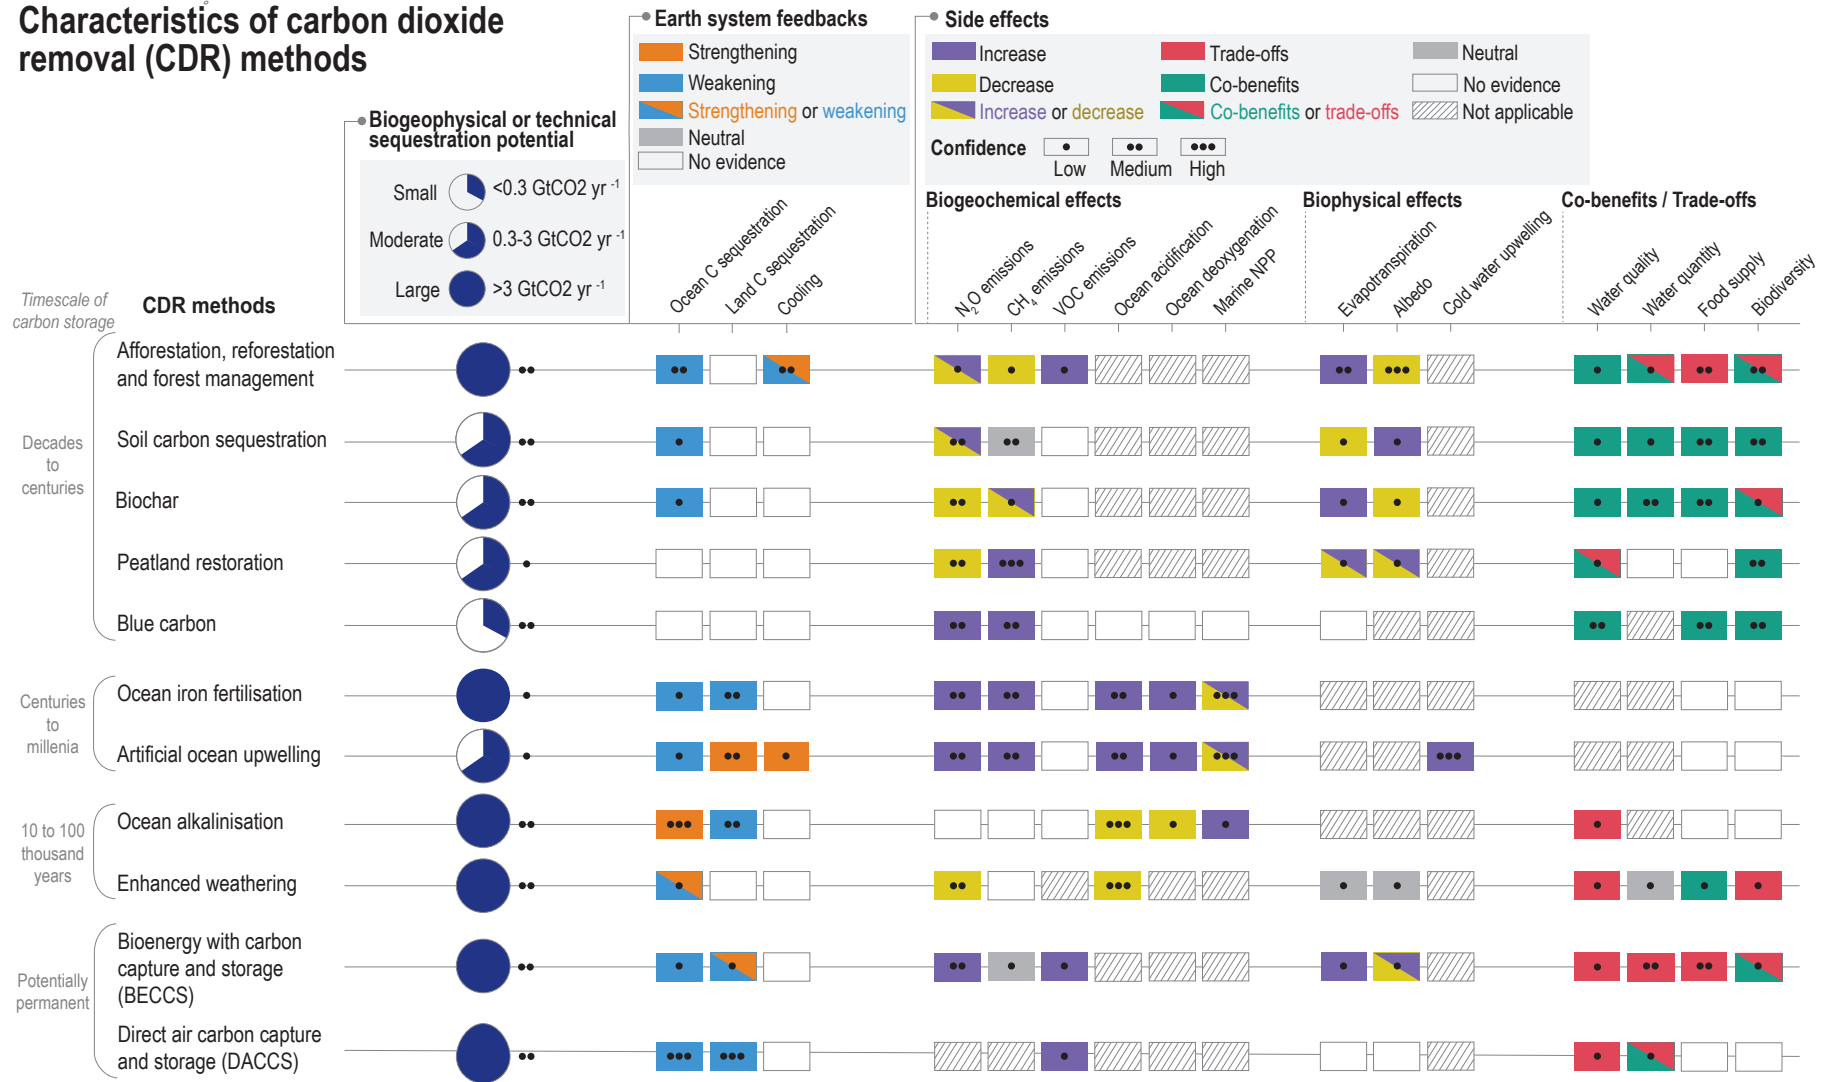 Characteristics of carbon dioxide
removal (CDR) methods
Biogeophysical or technical
sequestration potential
Small <0.3 GtCO2 yr -1
Moderate 0.3-3 GtCO2 yr -1
Large >3 GtCO2 yr -1
Earth system feedbacks
Strengthening
Weakening
Strengthening or weakening
Neutral
No evidence
Side effects
Increase
Decrease
Increase or decrease
Trade-offs
Co-benefits
Co-benefits or trade-offs
Neutral
No evidence
Not applicable
Confidence
Low
Medium
High
Biogeochemical effects
Biophysical effects
Co-benefits / Trade-offs
Ocean C sequestration
Land C sequestration
Cooling
N2O emissions
CH4 emissions
VOC emissions
Ocean acidification
Ocean deoxygenation
Marine NPP
Evapotranspiration
Albedo
Cold water upwelling
Water quality
Water quantity
Food supply
Biodiversity
Timescale of
carbon storage
CDR methods
Decades
to
centuries
Afforestation, reforestation
and forest management
Soil carbon sequestration
Biochar
Peatland restoration
Blue carbon
Centuries
to
millenia
Ocean iron fertilisation
Artificial ocean upwelling
10 to 100
thousand
years
Ocean alkalinisation
Enhanced weathering
Potentially
permanent
Bioenergy with carbon
capture and storage
(BECCS)
Direct air carbon capture
and storage (DACCS)